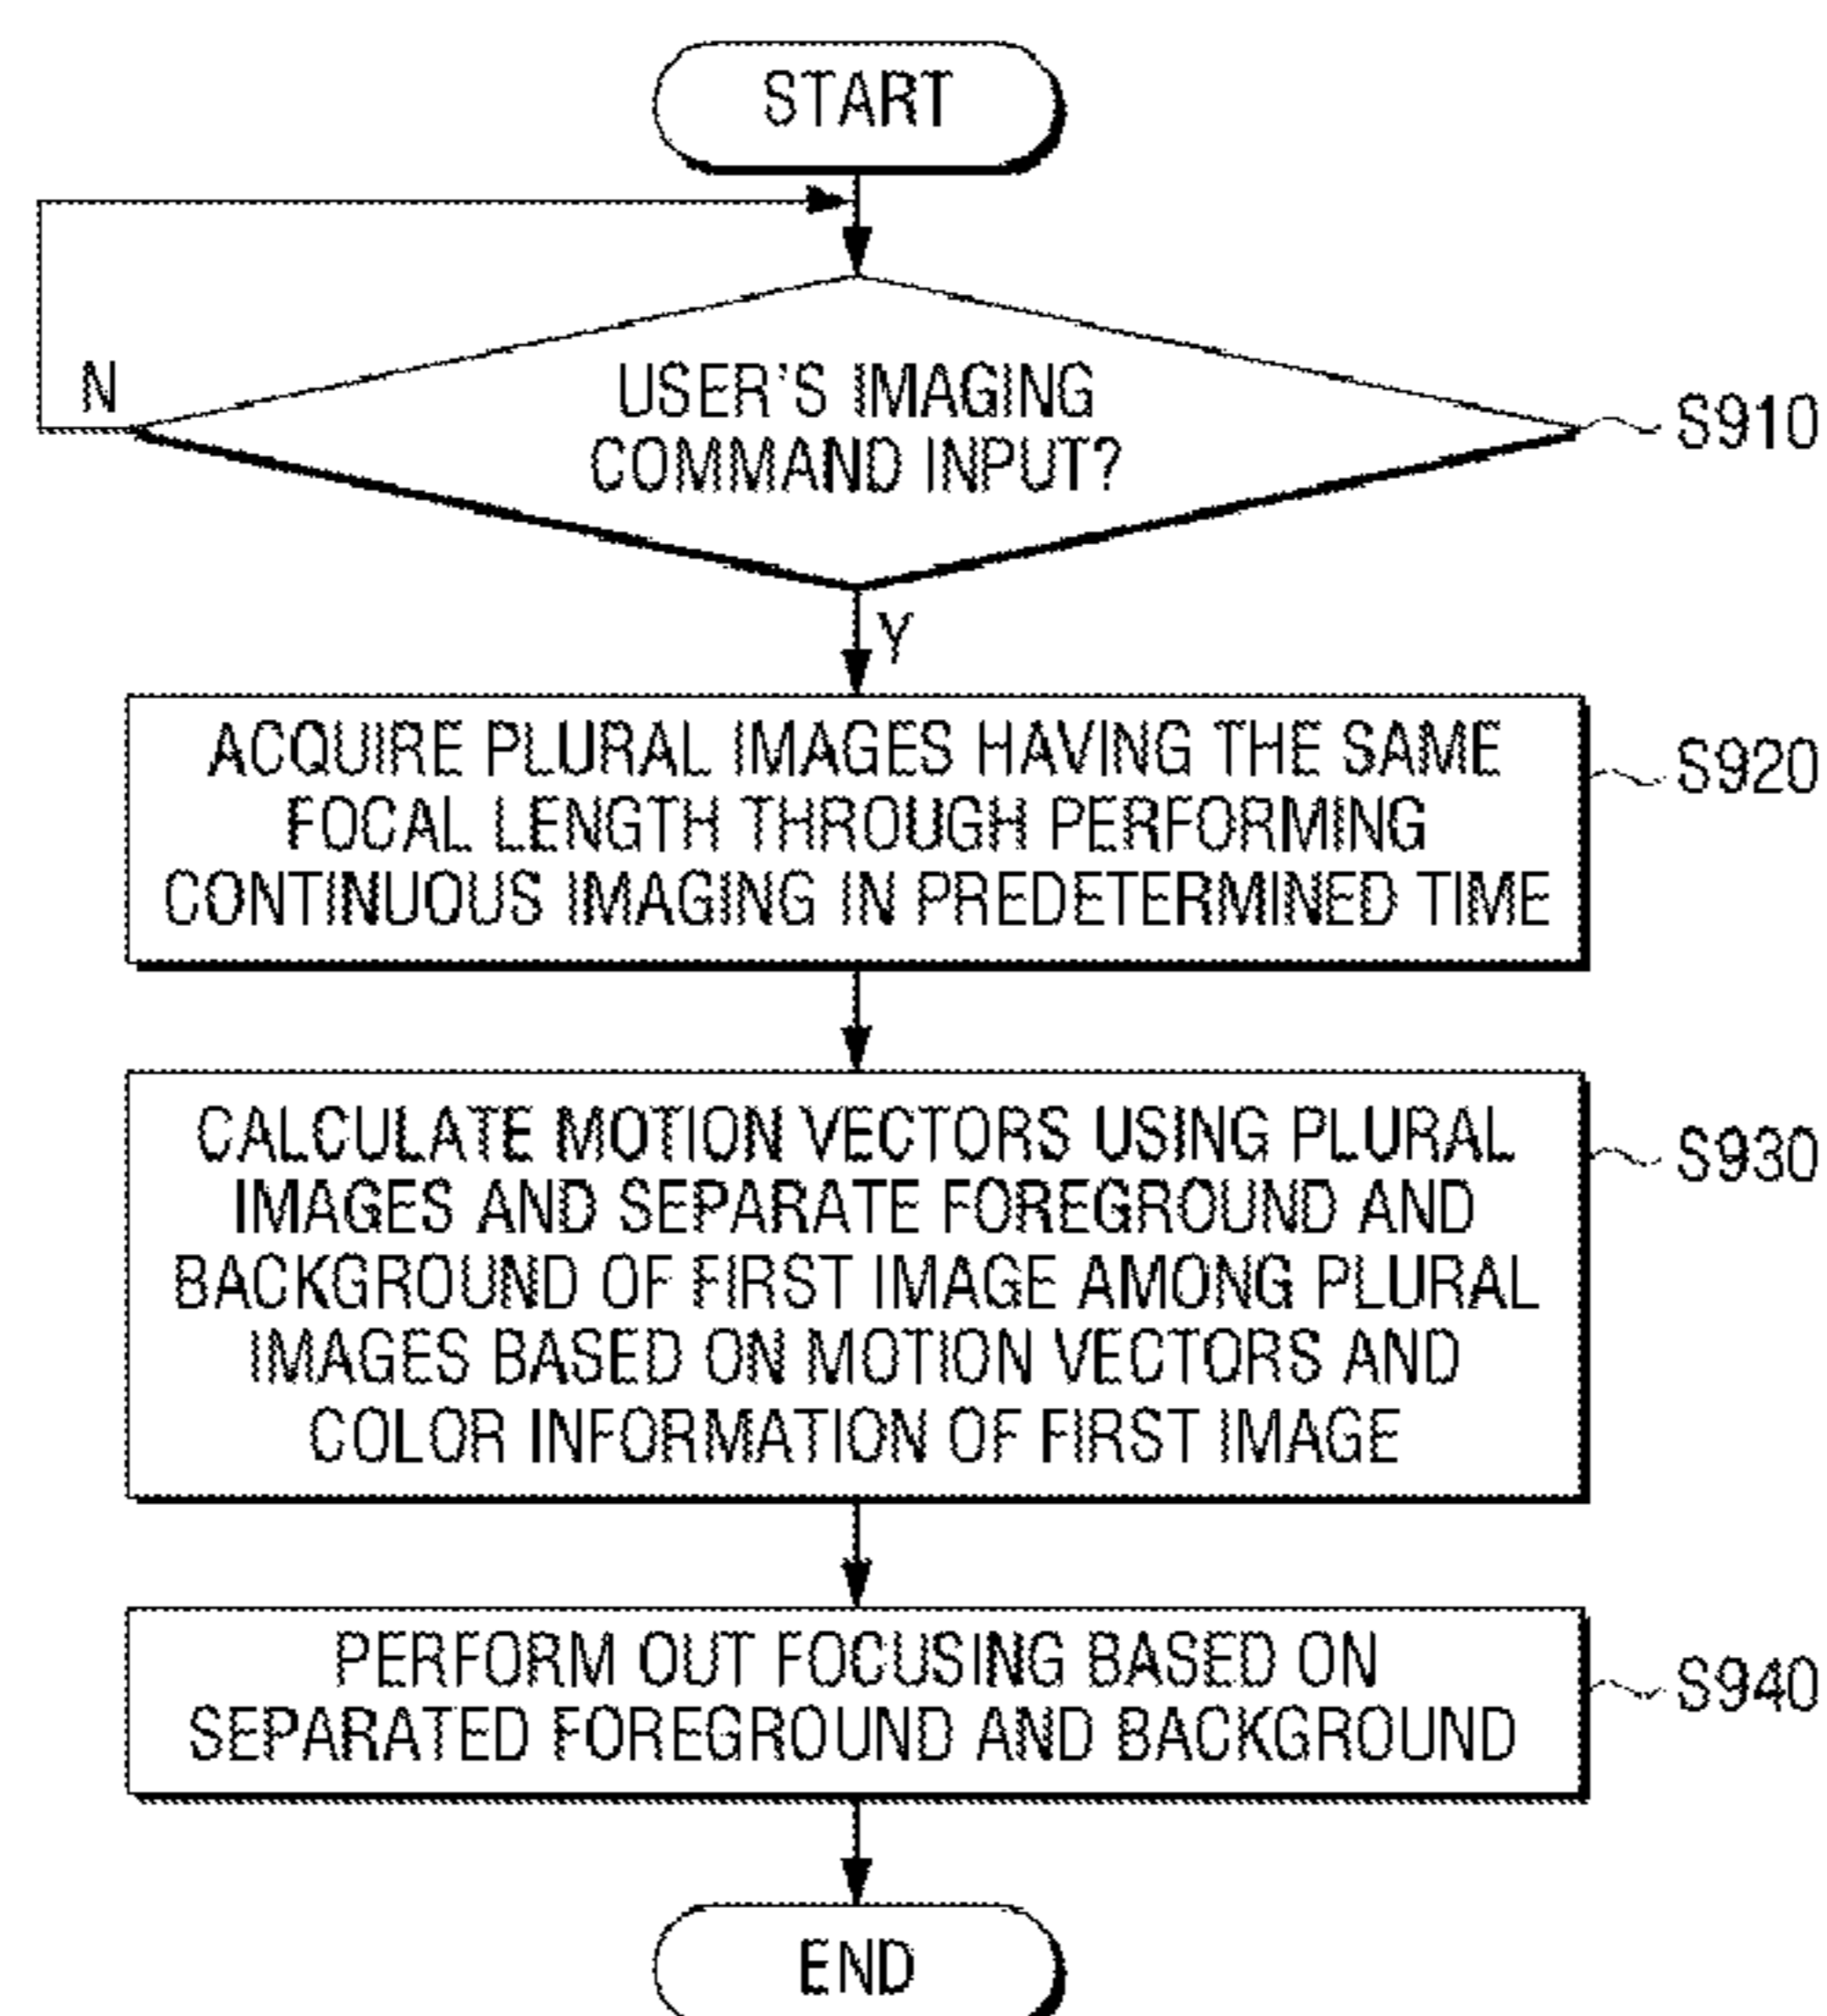 START
N
USER'S IMAGING
COMMAND INPUT?
S910
Y
ACQUIRE PLURAL IMAGES HAVING THE SAME
FOCAL LENGTH THROUGH PERFORMING
CONTINUOUS IMAGING IN PREDETERMINED TIME
S920
CALCULATE MOTION VECTORS USING PLURAL
IMAGES AND SEPARATE FOREGROUND AND
BACKGROUND OF FIRST IMAGE AMONG PLURAL
IMAGES BASED ON MOTION VECTORS AND
COLOR INFORMATION OF FIRST IMAGE
S930
PERFORM OUT FOCUSING BASED ON
SEPARATED FOREGROUND AND BACKGROUND
S940
END